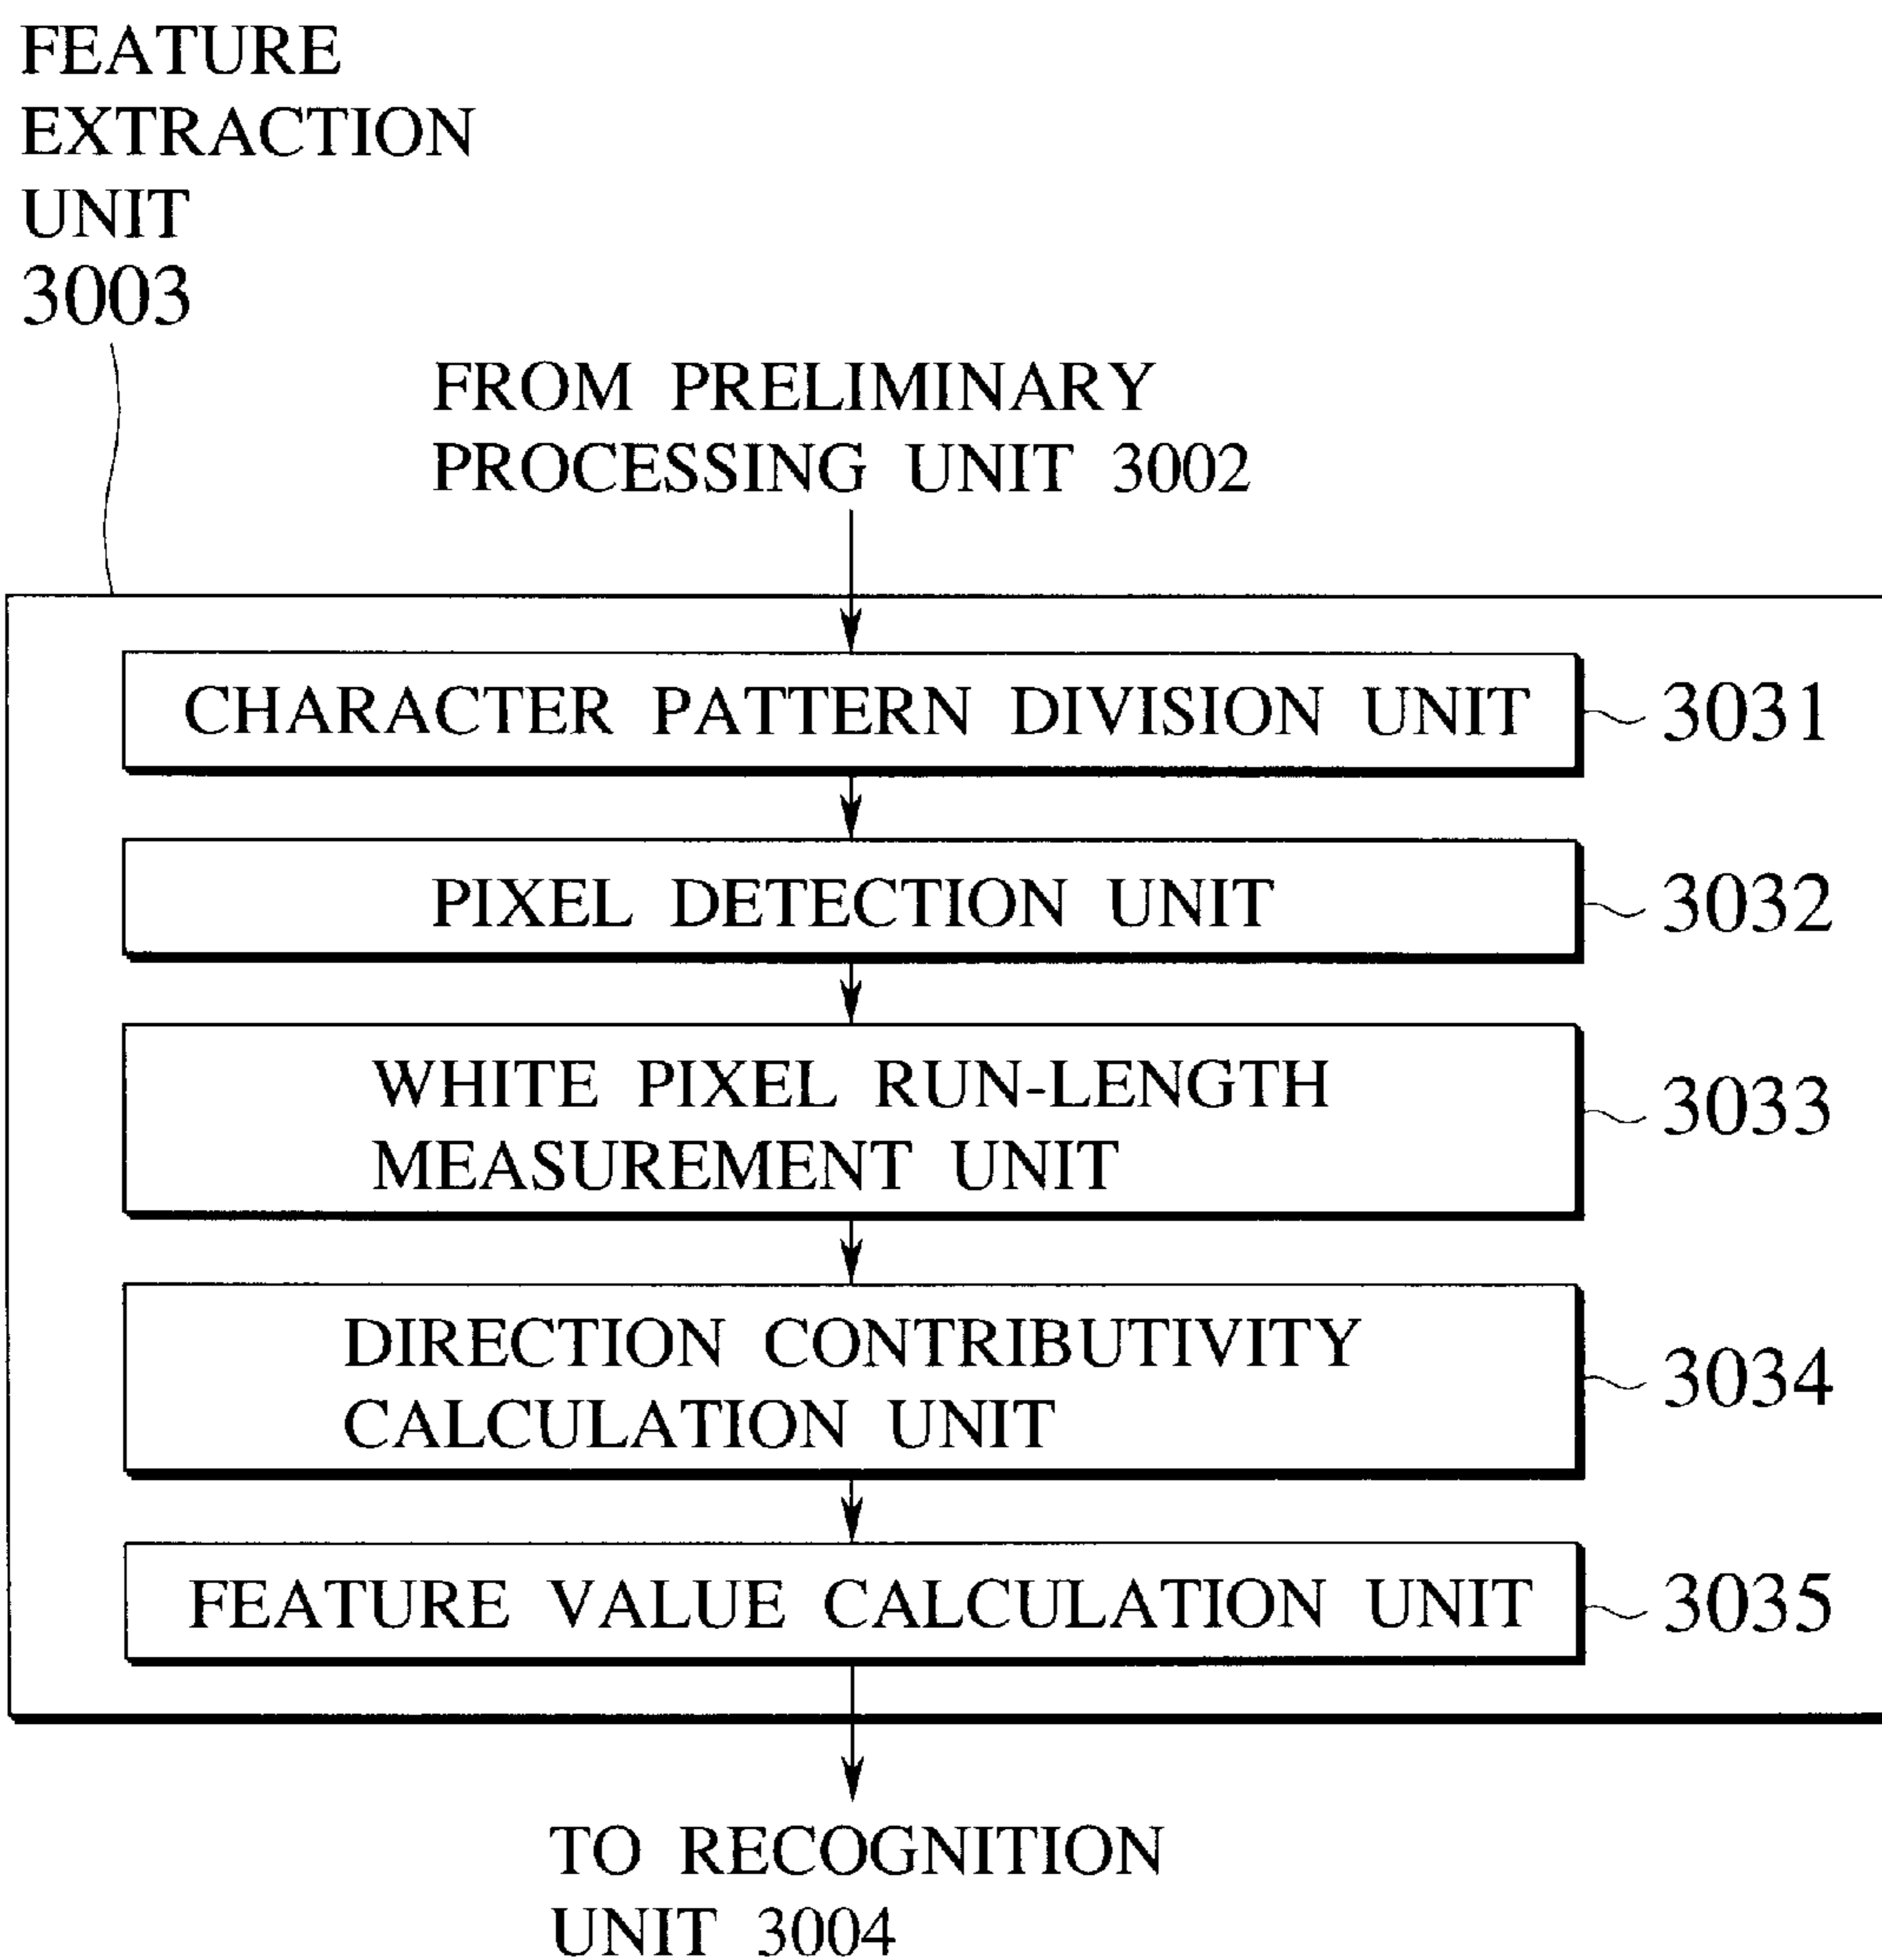 FEATURE
EXTRACTION
UNIT
3003
FROM PRELIMINARY
PROCESSING UNIT 3002
CHARACTER PATTERN DIVISION UNIT
3031
PIXEL DETECTION UNIT
3032
WHITE PIXEL RUN-LENGTH
MEASUREMENT UNIT
3033
DIRECTION CONTRIBUTIVITY
CALCULATION UNIT
3034
FEATURE VALUE CALCULATION UNIT
3035
TO RECOGNITION
UNIT 3004